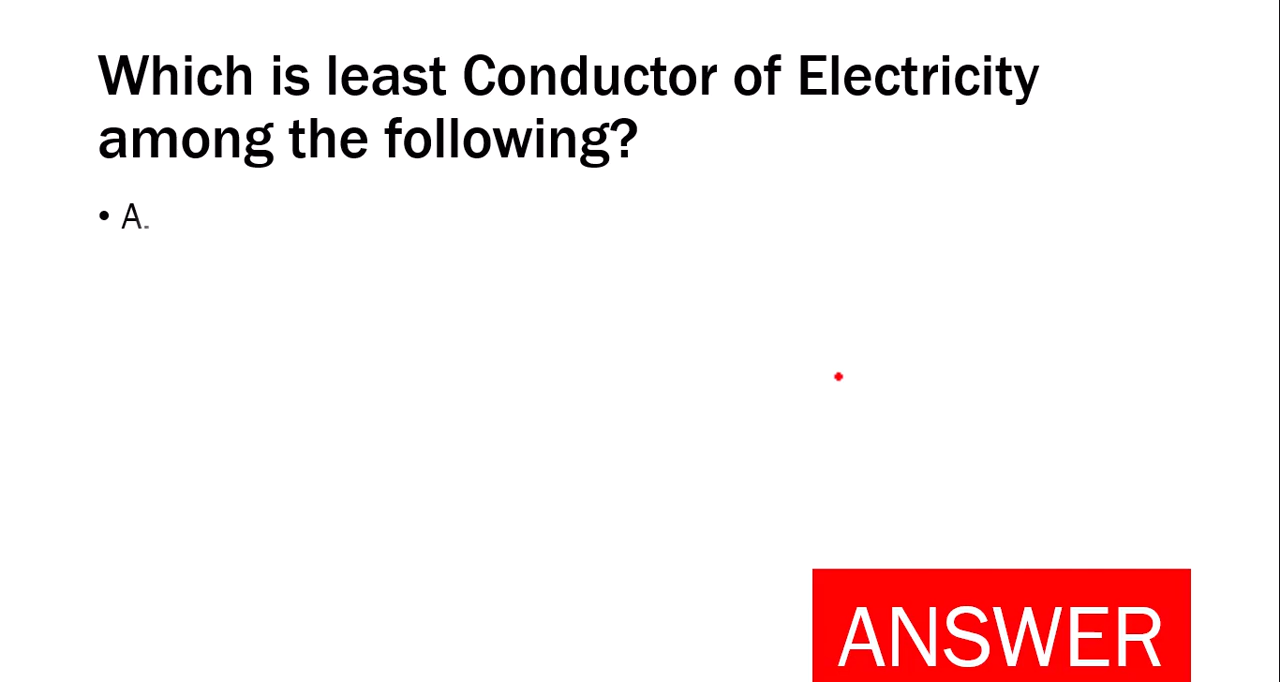 Which is least Conductor of Electricity
among the following?
• A.
ANSWER